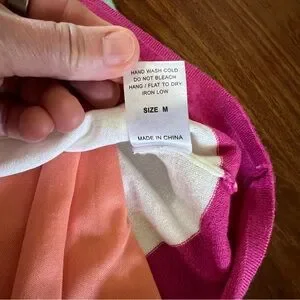 HAND WASH COLD
DO NOT BLEACH
HANG / FLAT TO DRY
IRON LOW
SIZE M
MADE IN CHINA